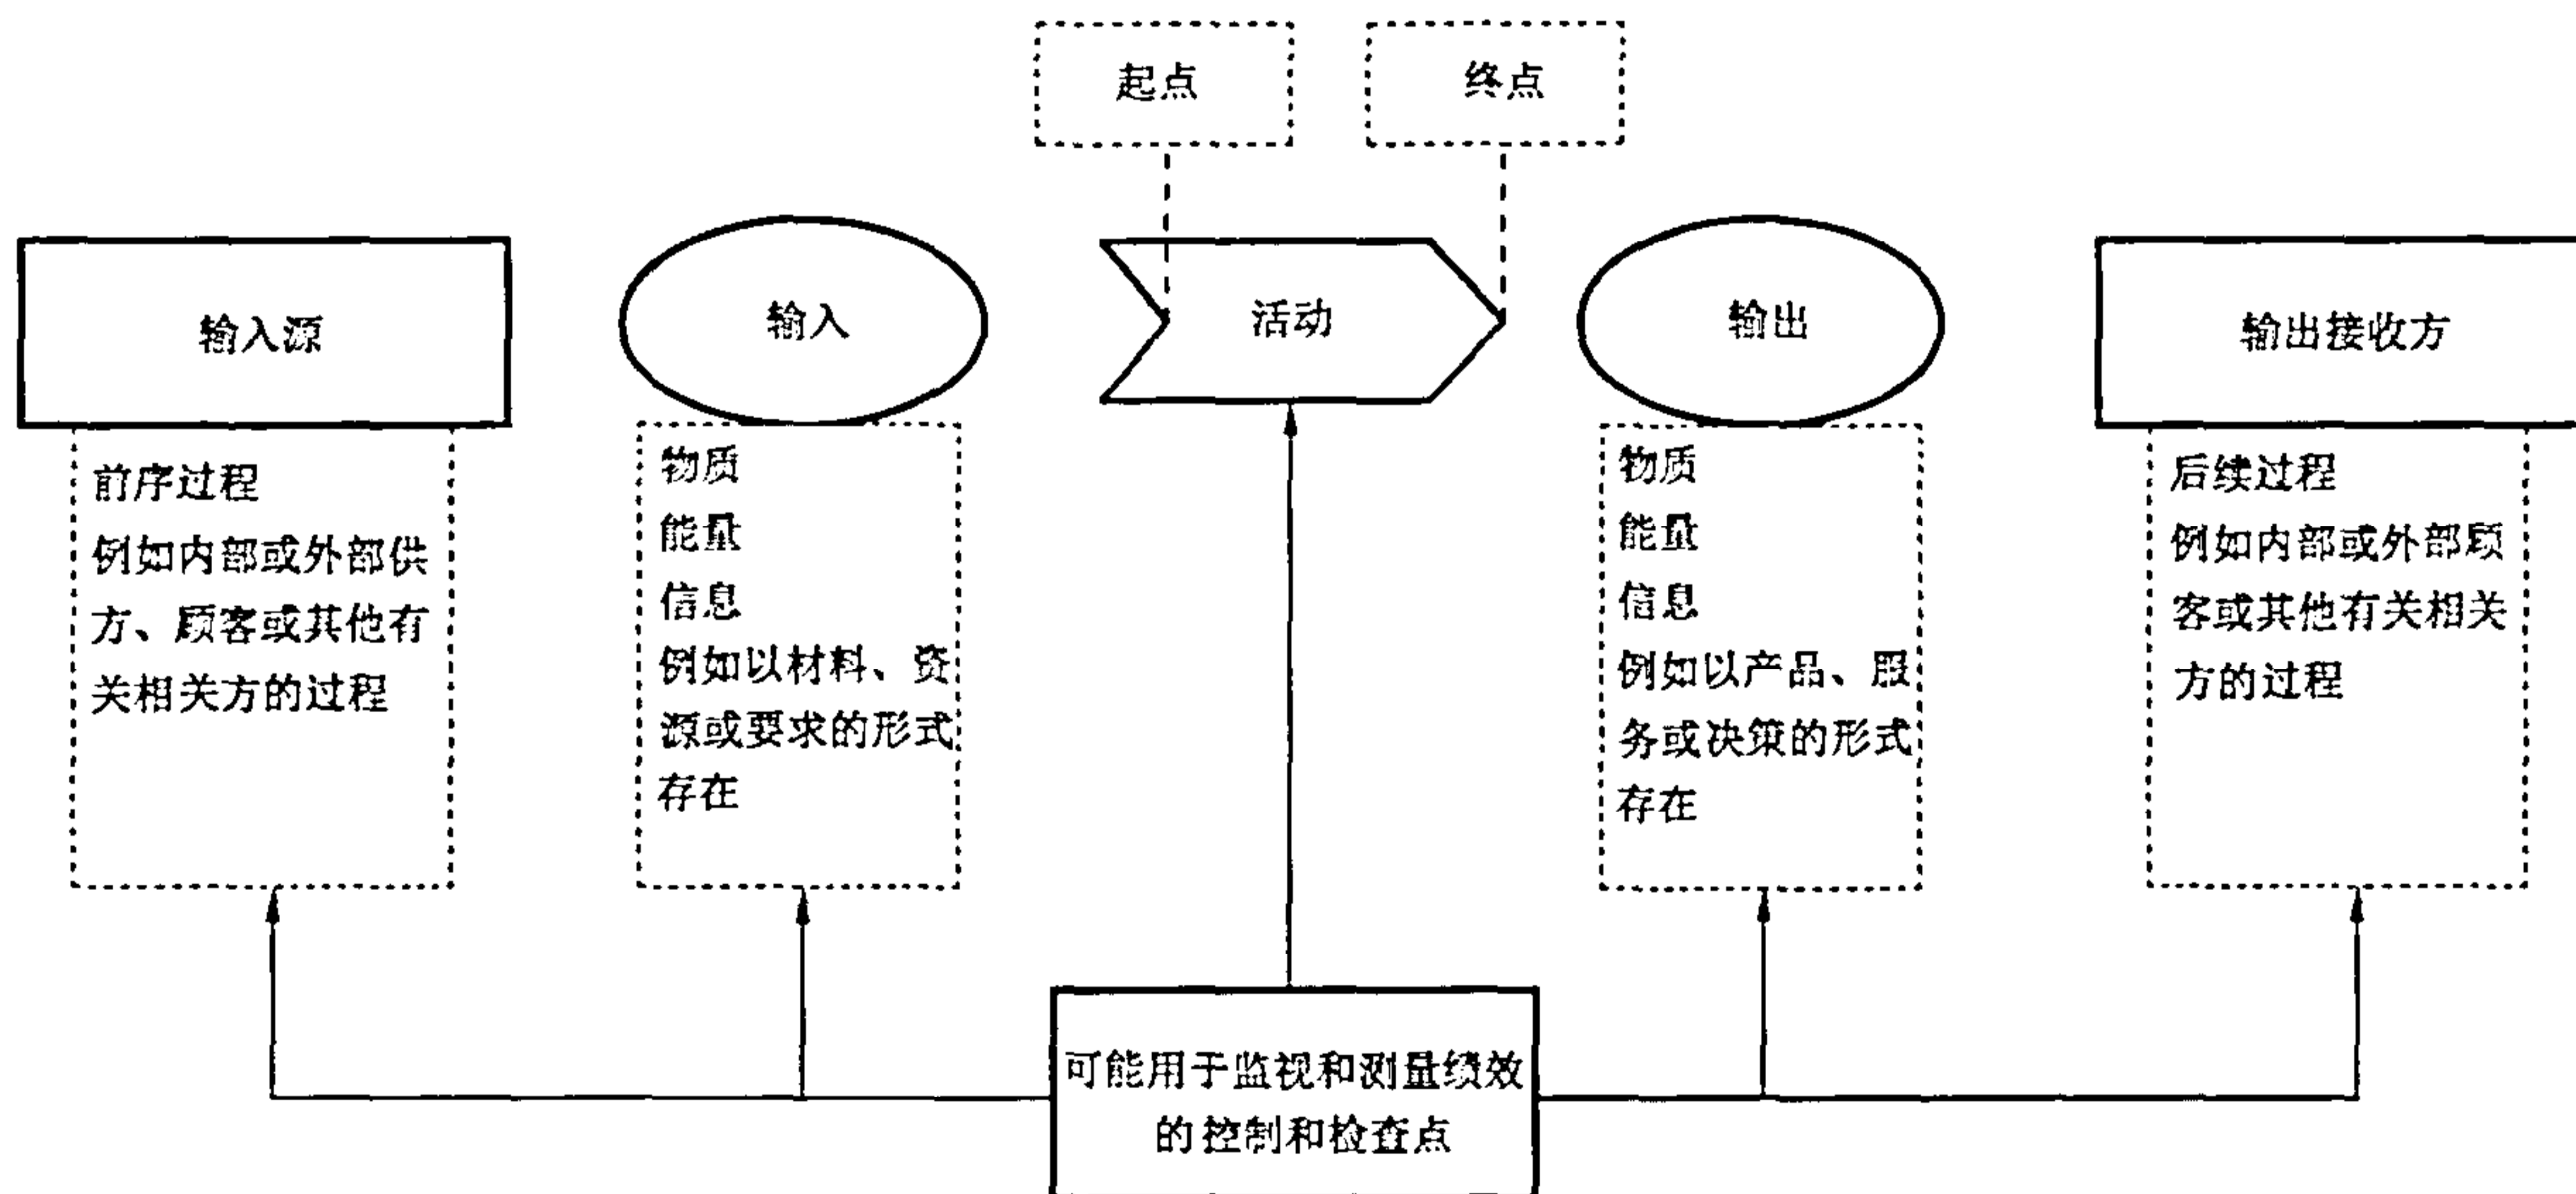 起点
终点
输入源
输入
活动
输出
输出接收方
前序过程
例如内部或外部供
方、顾客或其他有
关相关方的过程
物质
能量
信息
例如以材料、资
源或要求的形式
存在
物质
能量
信息
例如以产品、服
务或决策的形式
存在
后续过程
例如内部或外部顾
客或其他有关相关
方的过程
可能用于监视和测量绩效
的控制和检查点